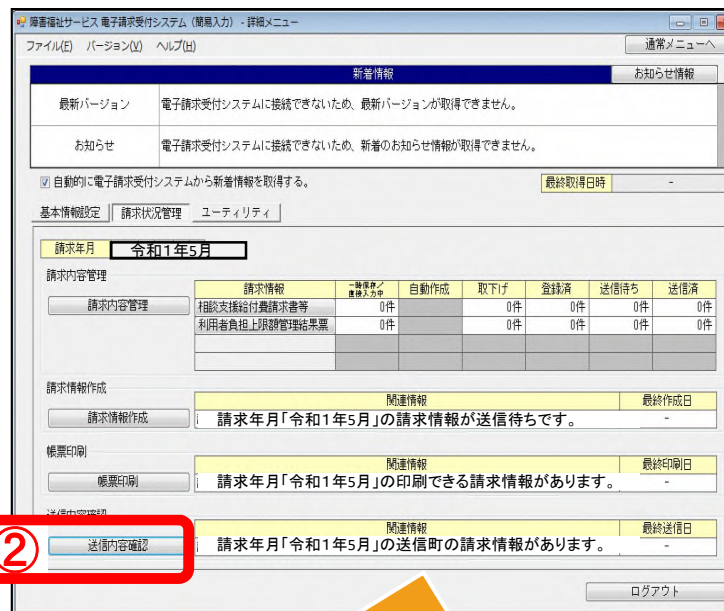 障害福祉サービス 電子請求受付システム (簡易入力) - 詳細メニュー
ファイル(F) バージョン(V) ヘルプ(H) 通常メニューへ
新着情報 お知らせ情報
最新バージョン 電子請求受付システムに接続できないため、最新バージョンが取得できません。
お知らせ 電子請求受付システムに接続できないため、新着のお知らせ情報が取得できません。
自動的に電子請求受付システムから新着情報を取得する。 最終取得日時 -
基本情報設定 請求状況管理 ユーティリティ
請求年月 令和1年5月
請求内容管理
請求情報 一時保存/直接入力中 自動作成 取下げ 登録済 送信待ち 送信済
請求内容管理 相談支援給付費請求書等 0件 0件 0件 0件 0件
利用者負担上限額管理結果票 0件 0件 0件 0件 0件
請求情報作成
関連情報 最終作成日
請求情報作成 請求年月「令和1年5月」の請求情報が送信待ちです。 -
帳票印刷
関連情報 最終印刷日
帳票印刷 請求年月「令和1年5月」の印刷できる請求情報があります。 -
送信内容確認
関連情報 最終送信日
② 送信内容確認 請求年月「令和1年5月」の送信町の請求情報があります。 -
ログアウト